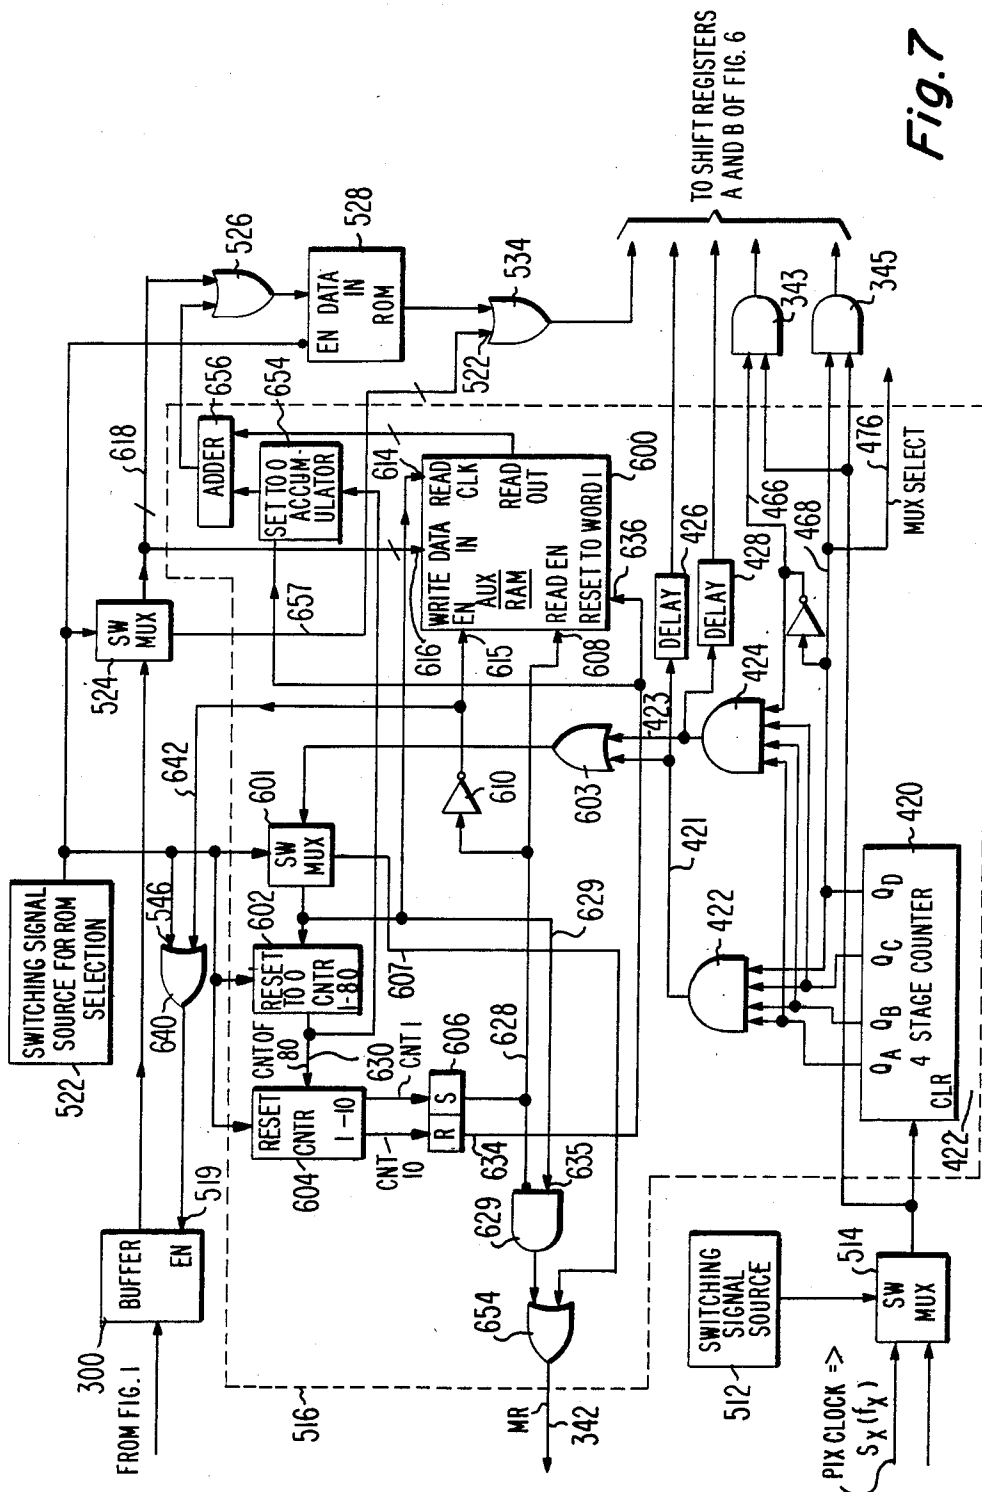 SWITCHING SIGNAL
SOURCE FOR ROM
SELECTION
522
524
SW
MUX
618
526
EN DATA
IN
ROM
528
534
522
656
ADDER
654
SET TO 0
ACCUM-
ULATOR
657
642
546
640
519
BUFFER
EN
300
FROM FIG. 1
601
SW
MUX
602
RESET
TO 0
CNTR
1-80
607
CNT OF
80
630
RESET
CNTR
1-10
604
CNT 1
CNT
10
606
R S
628
634
635
629
629
654
MR
342
516
610
603
614
616
615
608
636
600
WRITE DATA READ
IN CLK
EN
AUX
RAM
READ
OUT
READ EN
RESET TO WORD 1
421
423
422
424
DELAY
426
DELAY
428
466
468
476
MUX SELECT
343
345
TO SHIFT REGISTERS
A AND B OF FIG. 6
420
QA QB QC QD
4 STAGE COUNTER
CLR
422
SWITCHING
SIGNAL
SOURCE
512
514
SW
MUX
PIX CLOCK =>
SX(fX)
Fig. 7